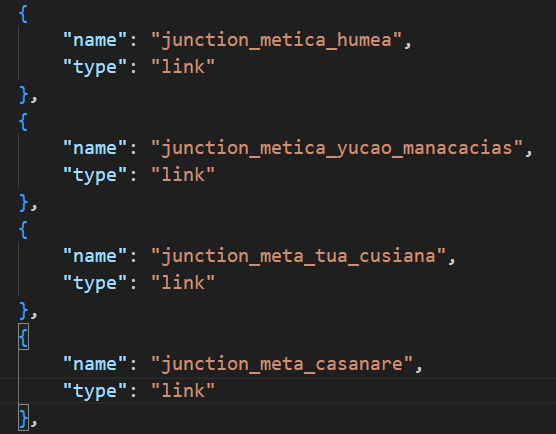 {
"name": "junction_metica_humea",
"type": "link"
},
{
"name": "junction_metica_yucao_manacacias",
"type": "link"
},
{
"name": "junction_meta_tua_cusiana",
"type": "link"
},
{
"name": "junction_meta_casanare",
"type": "link"
},